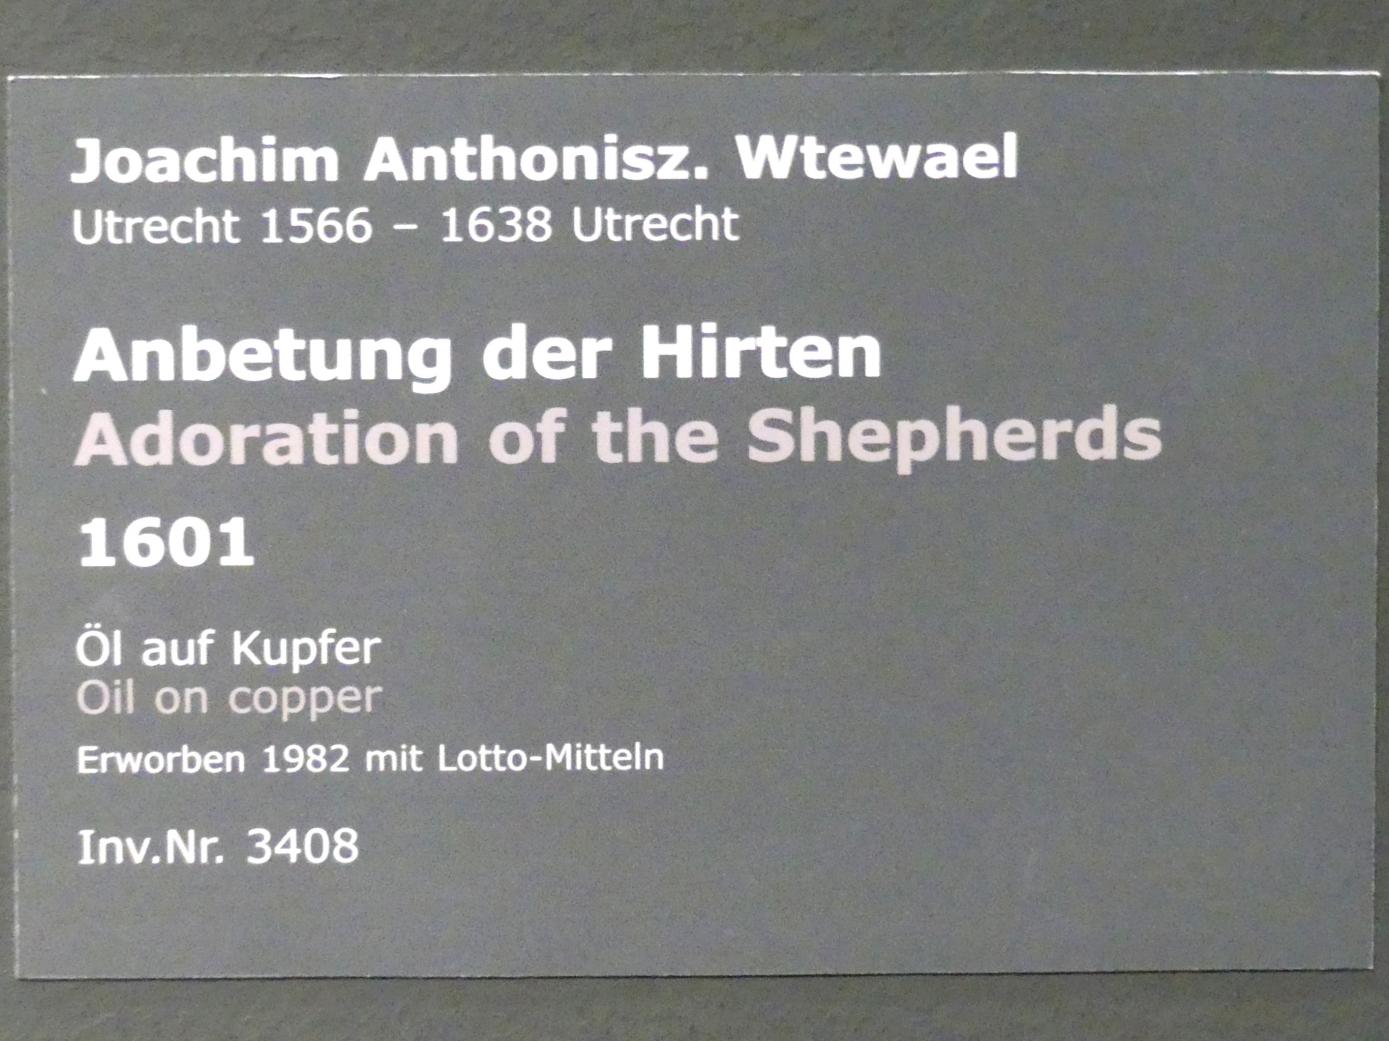 Joachim Anthonisz. Wtewael
Utrecht 1566 – 1638 Utrecht
Anbetung der Hirten
Adoration of the Shepherds
1601
Öl auf Kupfer
Oil on copper
Erworben 1982 mit Lotto-Mitteln
Inv.Nr. 3408